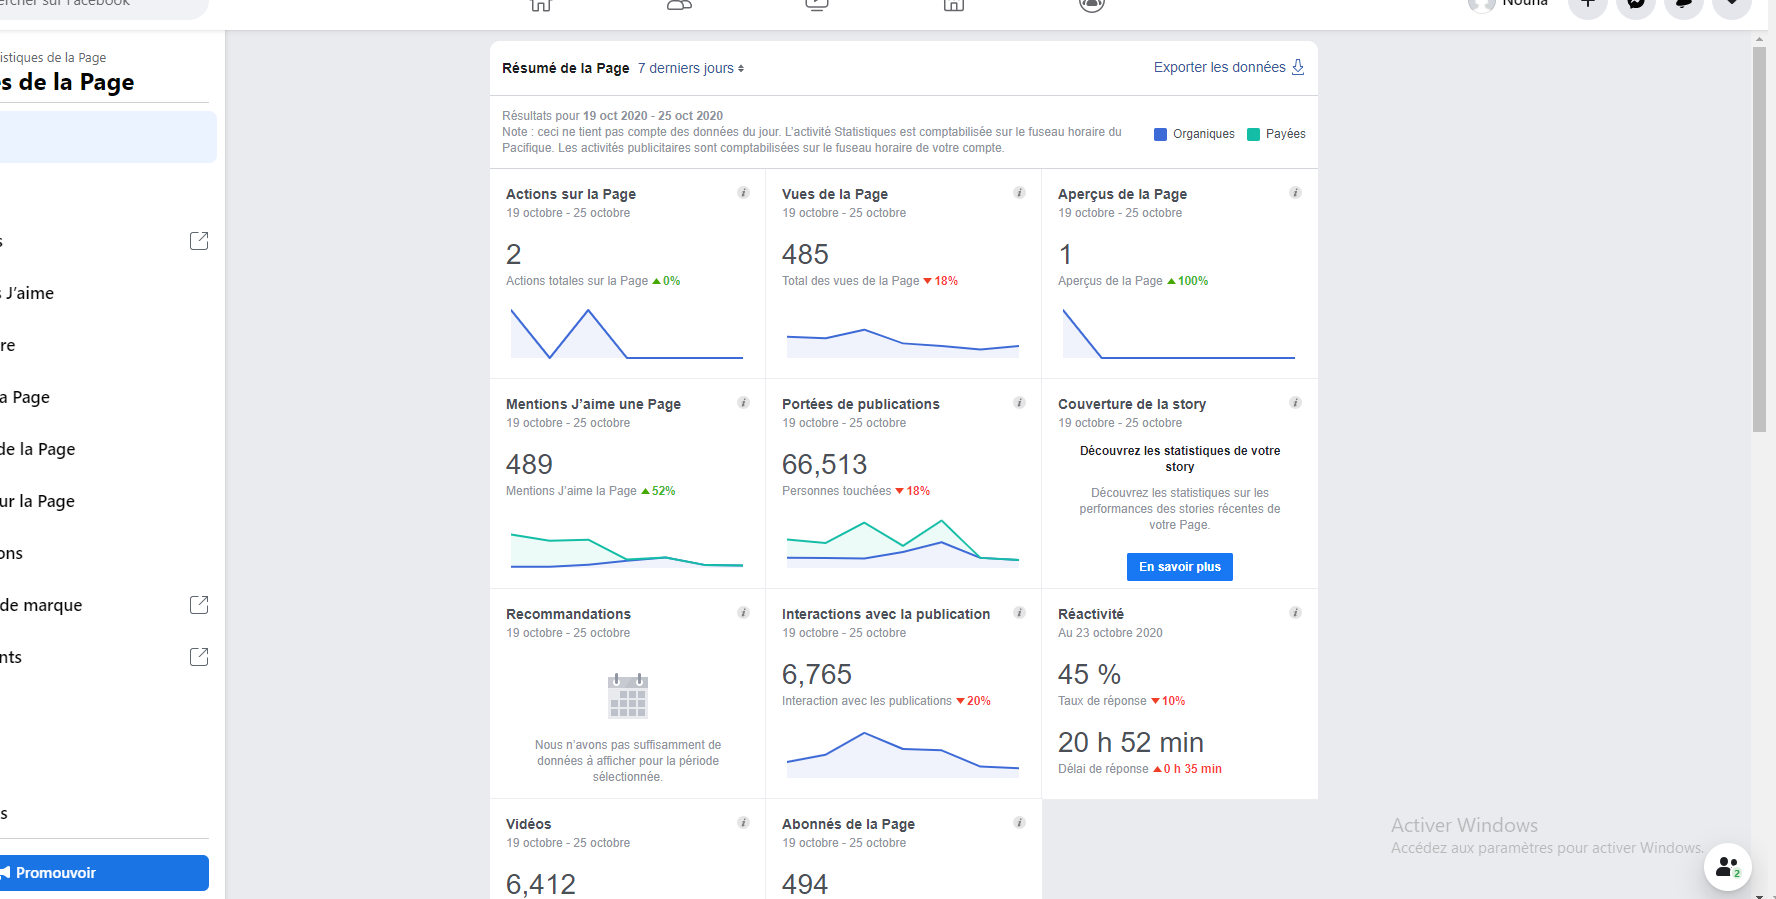 Nouha
istiques de la Page
s de la Page
s
s J'aime
re
a Page
de la Page
ur la Page
ons
de marque
nts
s
Promouvoir
Résumé de la Page 7 derniers jours
Exporter les données
Résultats pour 19 oct 2020 - 25 oct 2020
Note : ceci ne tient pas compte des données du jour. L'activité Statistiques est comptabilisée sur le fuseau horaire du
Pacifique. Les activités publicitaires sont comptabilisées sur le fuseau horaire de votre compte.
Organiques Payées
Actions sur la Page
19 octobre - 25 octobre
2
Actions totales sur la Page 0%
Vues de la Page
19 octobre - 25 octobre
485
Total des vues de la Page 18%
Aperçus de la Page
19 octobre - 25 octobre
1
Aperçus de la Page 100%
Mentions J'aime une Page
19 octobre - 25 octobre
489
Mentions J'aime la Page 52%
Portées de publications
19 octobre - 25 octobre
66,513
Personnes touchées 18%
Couverture de la story
19 octobre - 25 octobre
Découvrez les statistiques de votre
story
Découvrez les statistiques sur les
performances des stories récentes de
votre Page.
En savoir plus
Recommandations
19 octobre - 25 octobre
Nous n'avons pas suffisamment de
données à afficher pour la période
sélectionnée.
Interactions avec la publication
19 octobre - 25 octobre
6,765
Interaction avec les publications 20%
Réactivité
Au 23 octobre 2020
45 %
Taux de réponse 10%
20 h 52 min
Délai de réponse 0 h 35 min
Vidéos
19 octobre - 25 octobre
6,412
Abonnés de la Page
19 octobre - 25 octobre
494
Activer Windows
Accédez aux paramètres pour activer Windows.
2